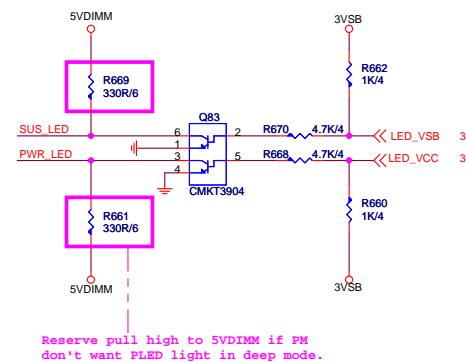 5VDIMM
3VSB
R669
330R/6
R662
1K/4
Q83
SUS_LED
6
2
R670
4.7K/4
LED_VSB 3
1
PWR_LED
3
5
R668
4.7K/4
LED_VCC 3
4
CMKT3904
R661
330R/6
R660
1K/4
5VDIMM
3VSB
Reserve pull high to 5VDIMM if PM
don't want PLED light in deep mode.